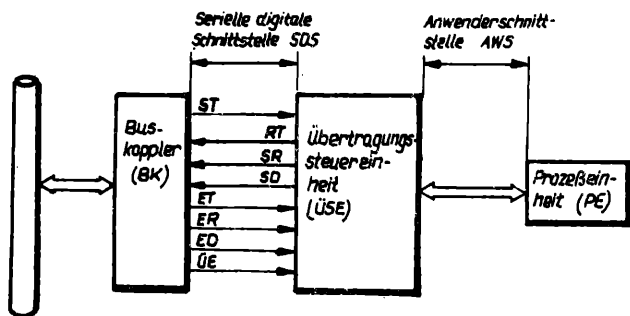 Serielle digitale
Schnittstelle SDS
Anwenderschnitt-
stelle AWS
Bus-
koppler
(BK)
ST
RT
SR
SD
ET
ER
ED
ÜE
Übertragungs-
steuerein-
heit
(ÜSE)
Prozeßein-
heit (PE)